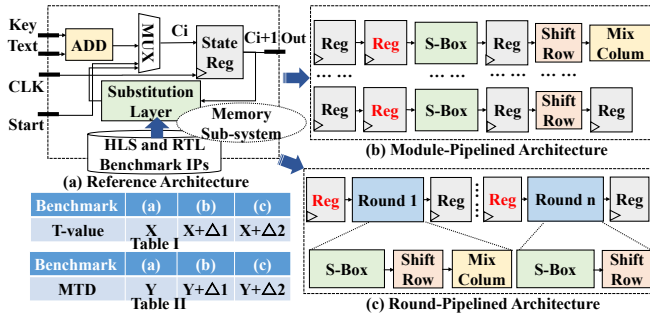 Key
Text
ADD
MUX
Ci
State
Reg
Ci+1
Out
CLK
Substitution
Layer
Start
Memory
Sub-system
HLS and RTL
Benchmark IPs
(a) Reference Architecture
Benchmark (a) (b) (c)
T-value X X+△1 X+△2
Table I
Benchmark (a) (b) (c)
MTD Y Y+△1 Y+△2
Table II
Reg Reg S-Box Reg Shift Row Mix Colum
... ... ... ... ... ... ... ...
Reg Reg S-Box Reg Shift Row Reg
(b) Module-Pipelined Architecture
Reg Round 1 Reg Reg Round n Reg
S-Box Shift Row Mix Colum S-Box Shift Row
(c) Round-Pipelined Architecture